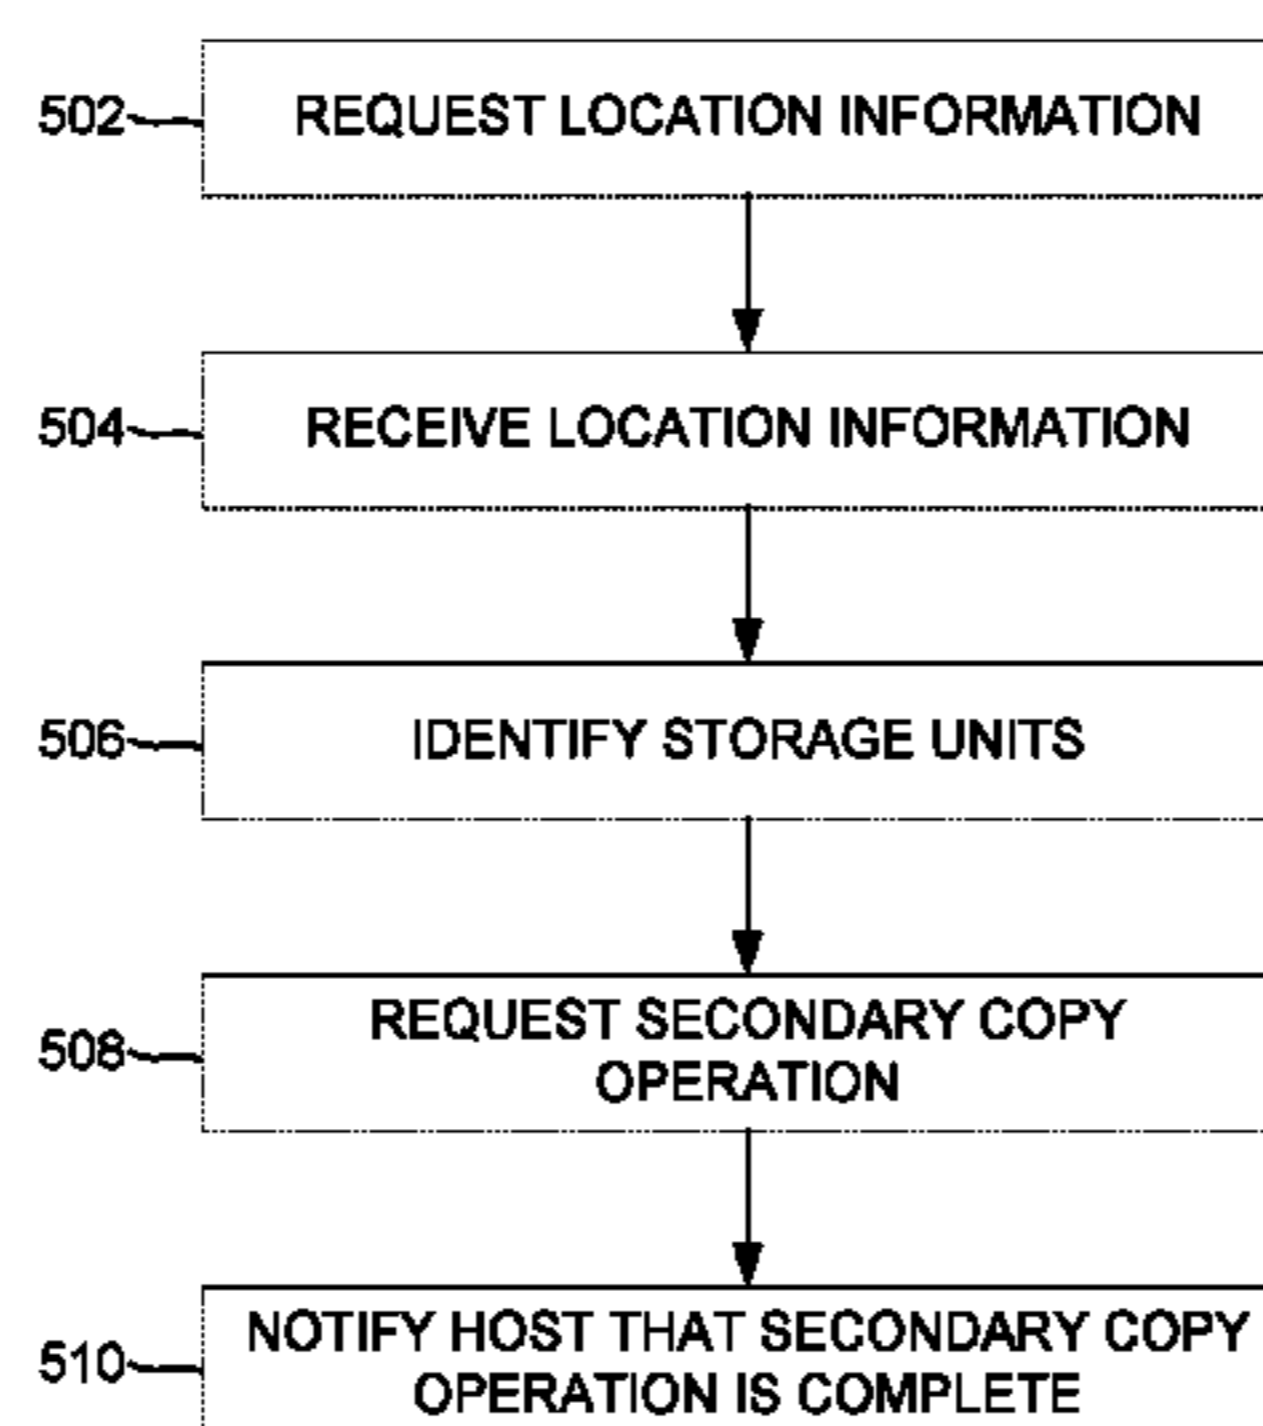 502 REQUEST LOCATION INFORMATION
504 RECEIVE LOCATION INFORMATION
506 IDENTIFY STORAGE UNITS
508 REQUEST SECONDARY COPY
OPERATION
510 NOTIFY HOST THAT SECONDARY COPY
OPERATION IS COMPLETE